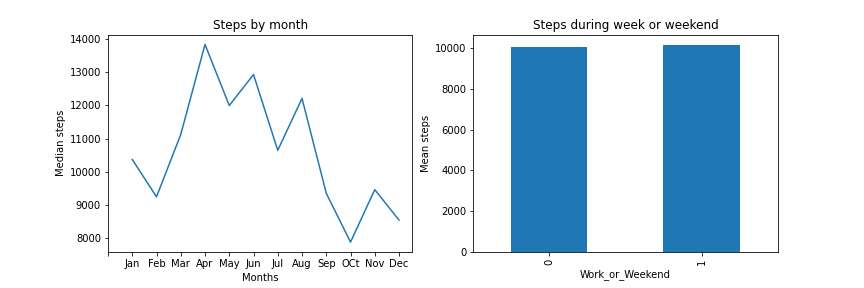 Steps by month
14000
13000
12000
11000
10000
9000
8000
Median steps
Jan Feb Mar Apr May Jun Jul Aug Sep OCt Nov Dec
Months
Steps during week or weekend
10000
8000
6000
4000
2000
0
Mean steps
0 1
Work_or_Weekend